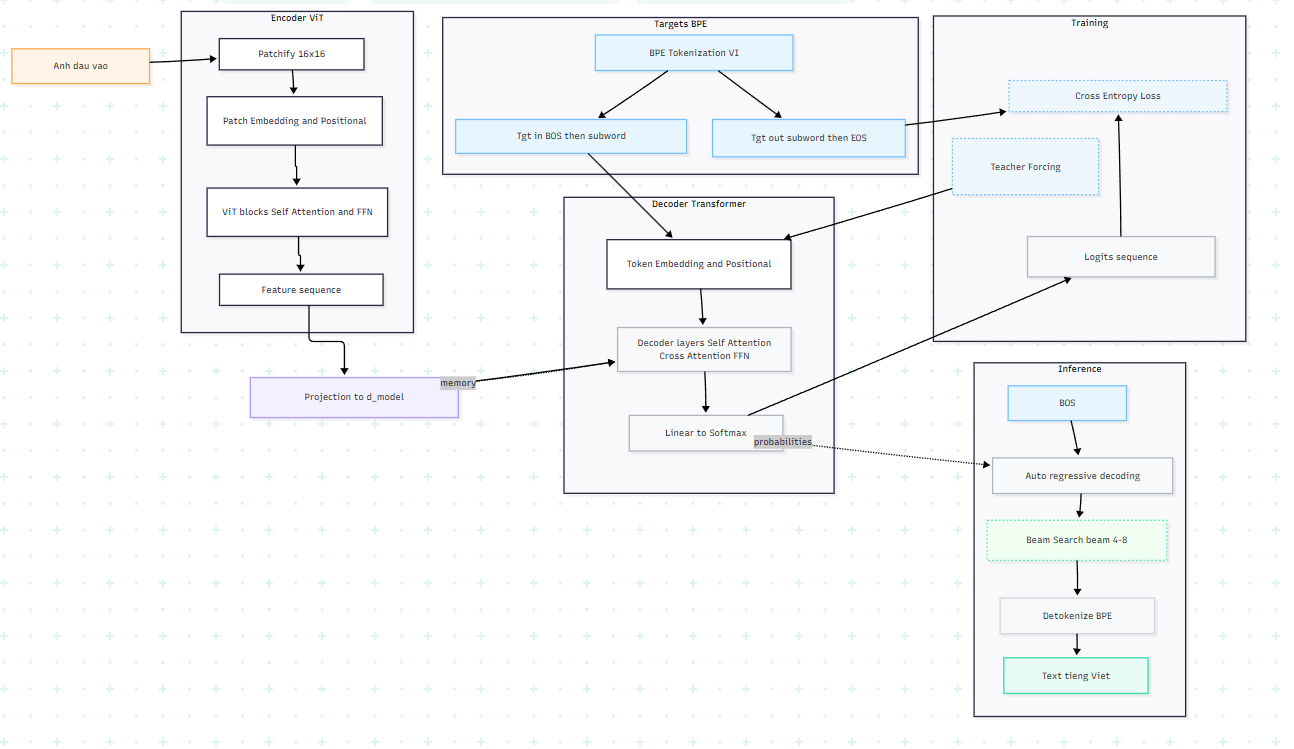 Anh dau vao
Encoder ViT
Patchify 16x16
Patch Embedding and Positional
ViT blocks Self Attention and FFN
Feature sequence
Projection to d_model
memory
Targets BPE
BPE Tokenization VI
Tgt in BOS then subword
Tgt out subword then EOS
Decoder Transformer
Token Embedding and Positional
Decoder layers Self Attention
Cross Attention FFN
Linear to Softmax
probabilities
Training
Cross Entropy Loss
Teacher Forcing
Logits sequence
Inference
BOS
Auto regressive decoding
Beam Search beam 4-8
Detokenize BPE
Text tieng Viet